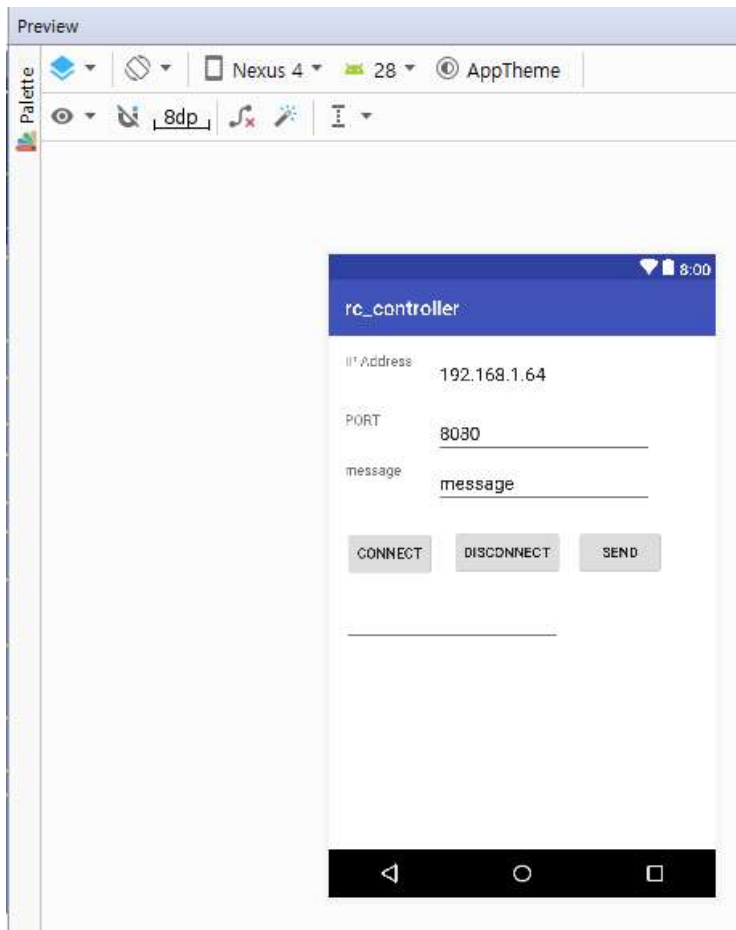 Preview
Palette
Nexus 4
28
AppTheme
8dp
8:00
rc_controller
IP Address
192.168.1.64
PORT
8080
message
message
CONNECT
DISCONNECT
SEND